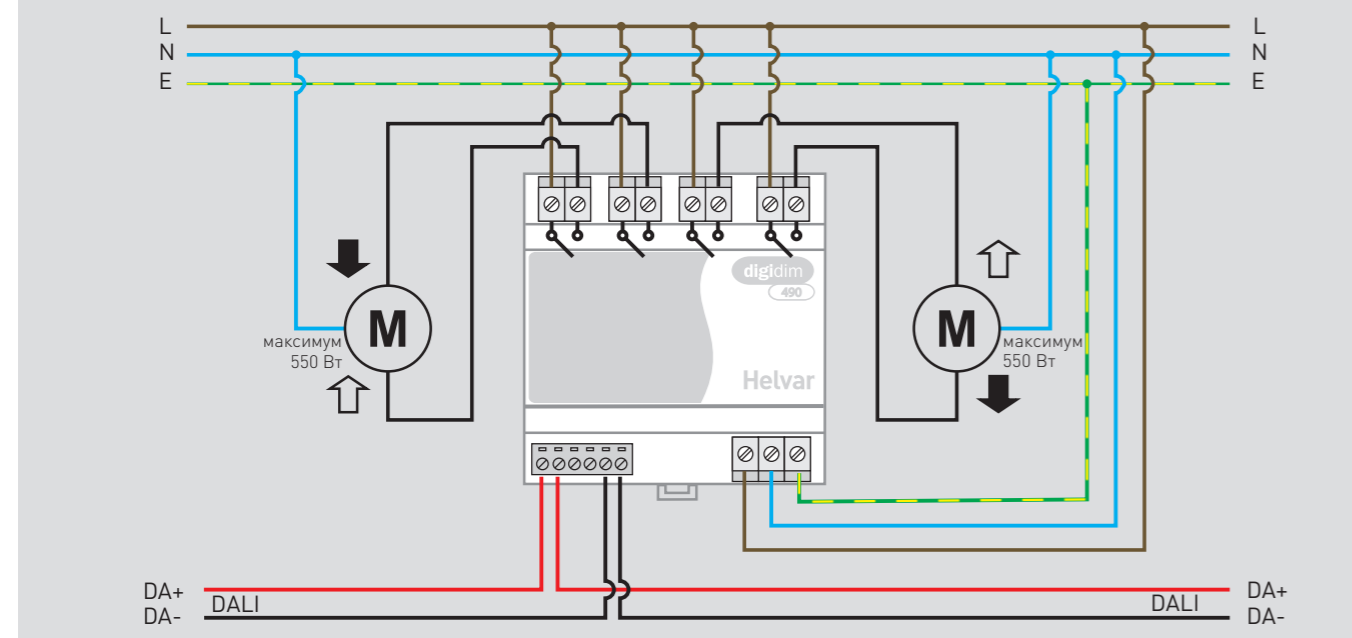 L
L
N
N
E
E
digidim
490
M
M
максимум
550 Вт
максимум
550 Вт
Helvar
DA+
DALI
DA-
DA+
DALI
DA-